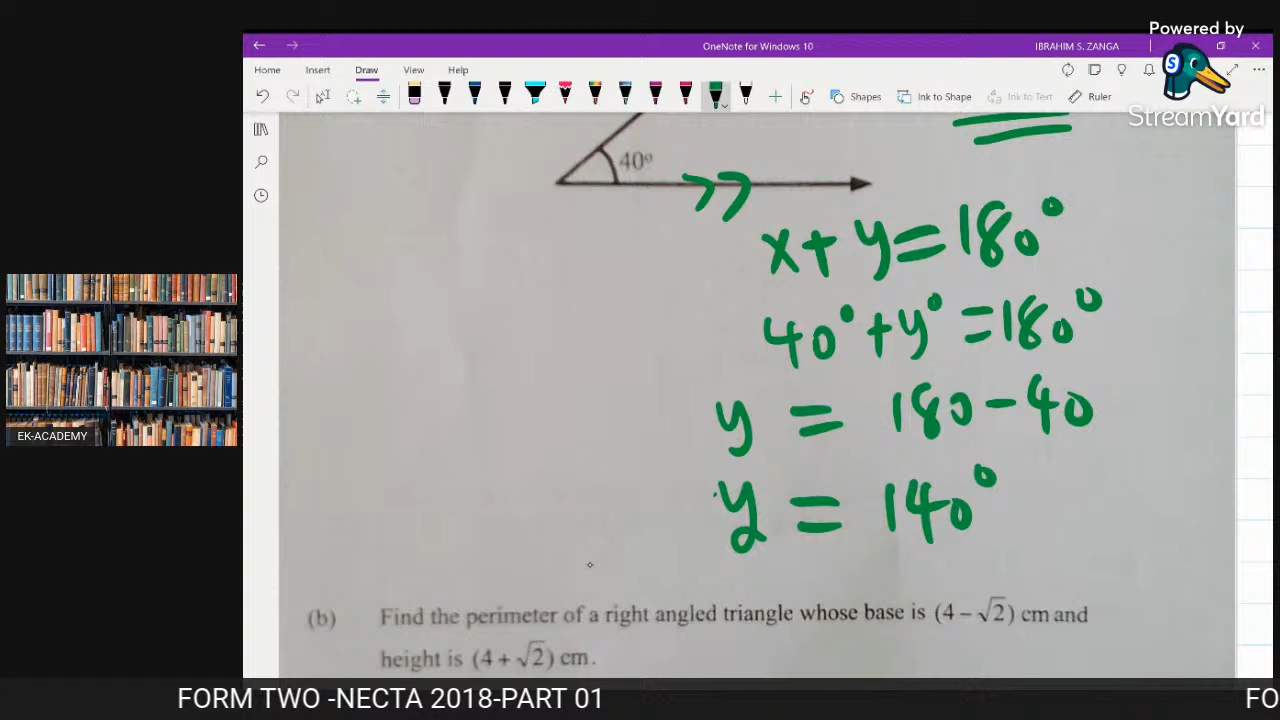 Powered by
StreamYard
OneNote for Windows 10
IBRAHIM S. ZANGA
Home Insert Draw View Help
Shapes Ink to Shape Ink to Text Ruler
40°
x + y = 180°
40° + y° = 180°
y = 180 - 40
y = 140°
(b) Find the perimeter of a right angled triangle whose base is (4 – √2) cm and
height is (4 + √2) cm.
EK-ACADEMY
FORM TWO -NECTA 2018-PART 01
FO